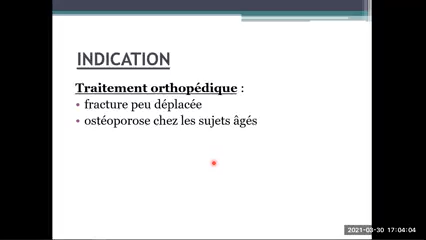 INDICATION
Traitement orthopédique :
• fracture peu déplacée
• ostéoporose chez les sujets âgés
2021-03-30 17:04:04